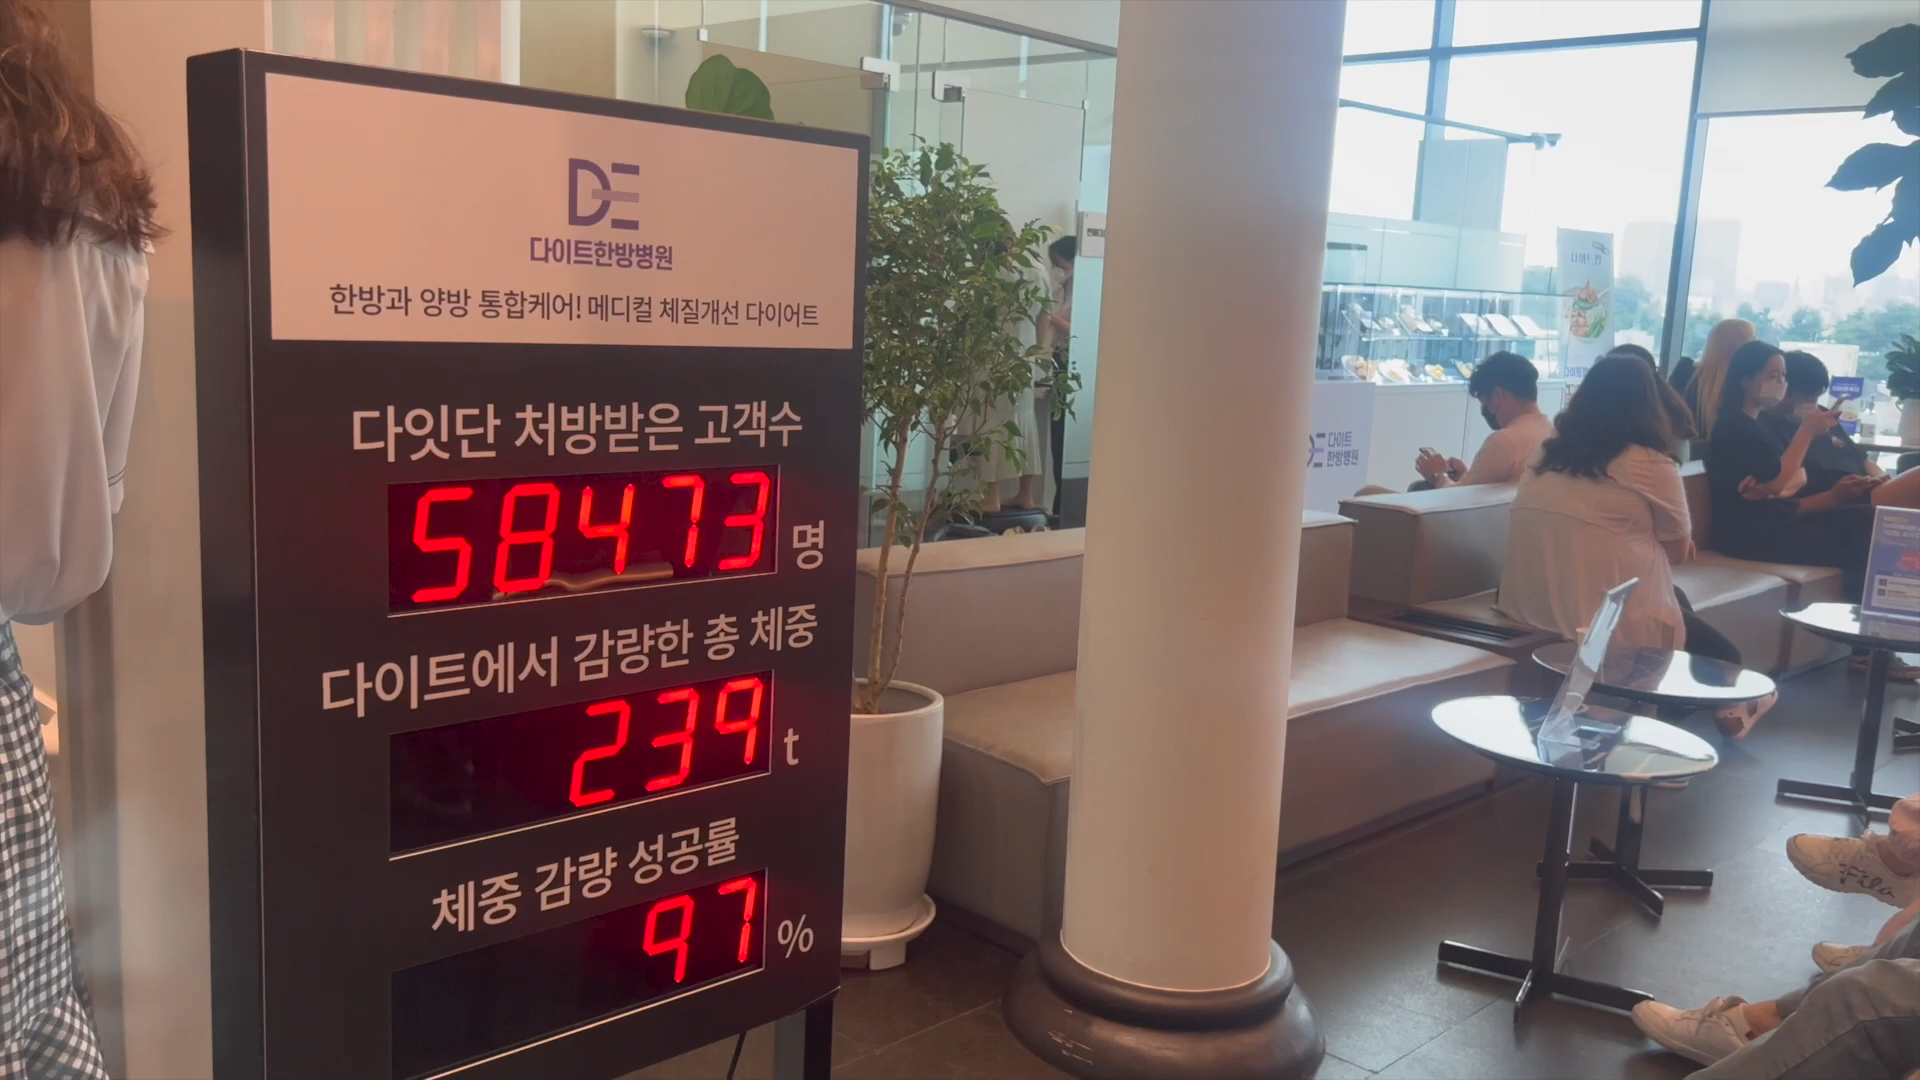 DE
다이트한방병원
한방과 양방 통합케어! 메디컬 체질개선 다이어트
다잇단 처방받은 고객수
58473 명
다이트에서 감량한 총 체중
239 t
체중 감량 성공률
97 %
DE 다이트
한방병원
Fila